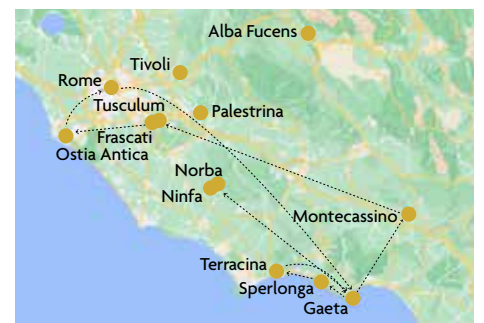 Alba Fucens
Tivoli
Rome
Tusculum
Palestrina
Frascati
Ostia Antica
Norba
Ninfa
Montecassino
Terracina
Sperlonga
Gaeta